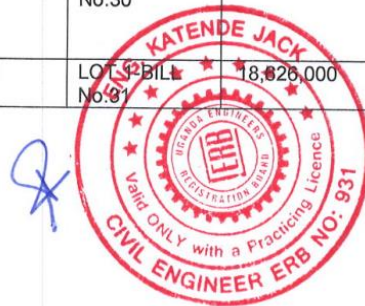 No.30
LOT 1-BILL 18,826,000
No.31
ENG KATENDE JACK
UGANDA ENGINEERS
ERB
REGISTRATION BOARD
Valid ONLY with a Practicing Licence
CIVIL ENGINEER ERB NO: 931